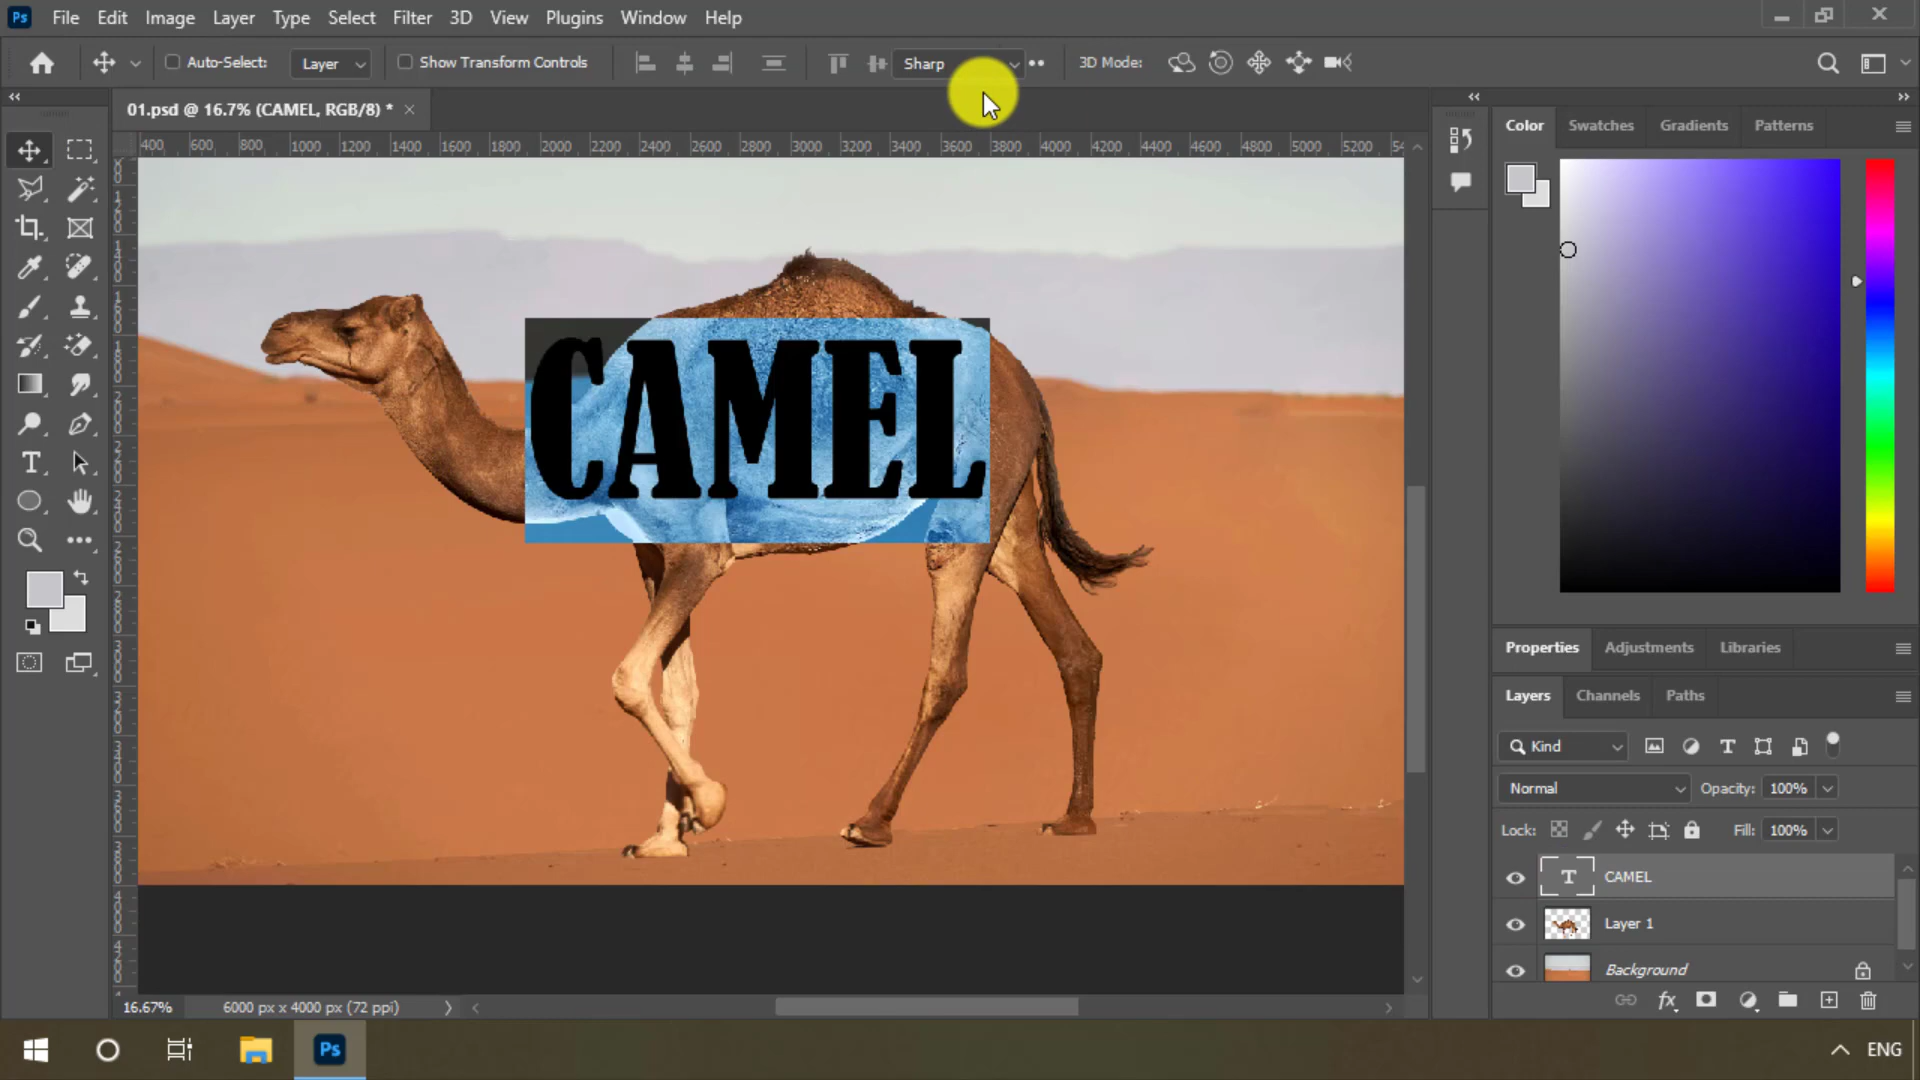 Ps File Edit Image Layer Type Select Filter 3D View Plugins Window Help
Auto-Select: Layer Show Transform Controls Sharp 3D Mode:
01.psd @ 16.7% (CAMEL, RGB/8) *
400 600 800 1000 1200 1400 1600 1800 2000 2200 2400 2600 2800 3000 3200 3400 3600 3800 4000 4200 4400 4600 4800 5000 5200
Color Swatches Gradients Patterns
CAMEL
Properties Adjustments Libraries
Layers Channels Paths
Kind
Normal Opacity: 100%
Lock: Fill: 100%
T CAMEL
Layer 1
Background
16.67% 6000 px x 4000 px (72 ppi)
Ps ENG